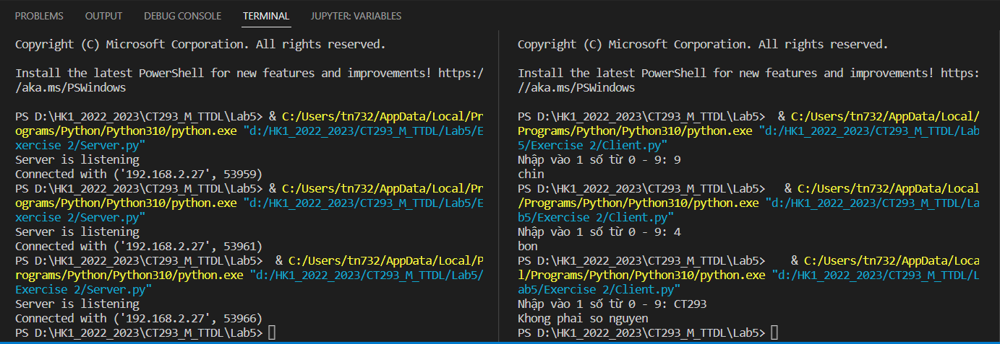 PROBLEMS OUTPUT DEBUG CONSOLE TERMINAL JUPYTER: VARIABLES
Copyright (C) Microsoft Corporation. All rights reserved.
Install the latest PowerShell for new features and improvements! https:/
/aka.ms/PSWindows
PS D:\HK1_2022_2023\CT293_M_TTDL\Lab5> & C:/Users/tn732/AppData/Local/Pr
ograms/Python/Python310/python.exe "d:/HK1_2022_2023/CT293_M_TTDL/Lab5/E
xercise 2/Server.py"
Server is listening
Connected with ('192.168.2.27', 53959)
PS D:\HK1_2022_2023\CT293_M_TTDL\Lab5> & C:/Users/tn732/AppData/Local/Pr
ograms/Python/Python310/python.exe "d:/HK1_2022_2023/CT293_M_TTDL/Lab5/E
xercise 2/Server.py"
Server is listening
Connected with ('192.168.2.27', 53961)
PS D:\HK1_2022_2023\CT293_M_TTDL\Lab5>  & C:/Users/tn732/AppData/Local/P
rograms/Python/Python310/python.exe "d:/HK1_2022_2023/CT293_M_TTDL/Lab5/
Exercise 2/Server.py"
Server is listening
Connected with ('192.168.2.27', 53966)
PS D:\HK1_2022_2023\CT293_M_TTDL\Lab5>
Copyright (C) Microsoft Corporation. All rights reserved.
Install the latest PowerShell for new features and improvements! https:
//aka.ms/PSWindows
PS D:\HK1_2022_2023\CT293_M_TTDL\Lab5>  & C:/Users/tn732/AppData/Local/
Programs/Python/Python310/python.exe "d:/HK1_2022_2023/CT293_M_TTDL/Lab
5/Exercise 2/Client.py"
Nhập vào 1 số từ 0 - 9: 9
chin
PS D:\HK1_2022_2023\CT293_M_TTDL\Lab5>   & C:/Users/tn732/AppData/Local
/Programs/Python/Python310/python.exe "d:/HK1_2022_2023/CT293_M_TTDL/La
b5/Exercise 2/Client.py"
Nhập vào 1 số từ 0 - 9: 4
bon
PS D:\HK1_2022_2023\CT293_M_TTDL\Lab5>    & C:/Users/tn732/AppData/Loca
l/Programs/Python/Python310/python.exe "d:/HK1_2022_2023/CT293_M_TTDL/L
ab5/Exercise 2/Client.py"
Nhập vào 1 số từ 0 - 9: CT293
Khong phai so nguyen
PS D:\HK1_2022_2023\CT293_M_TTDL\Lab5>